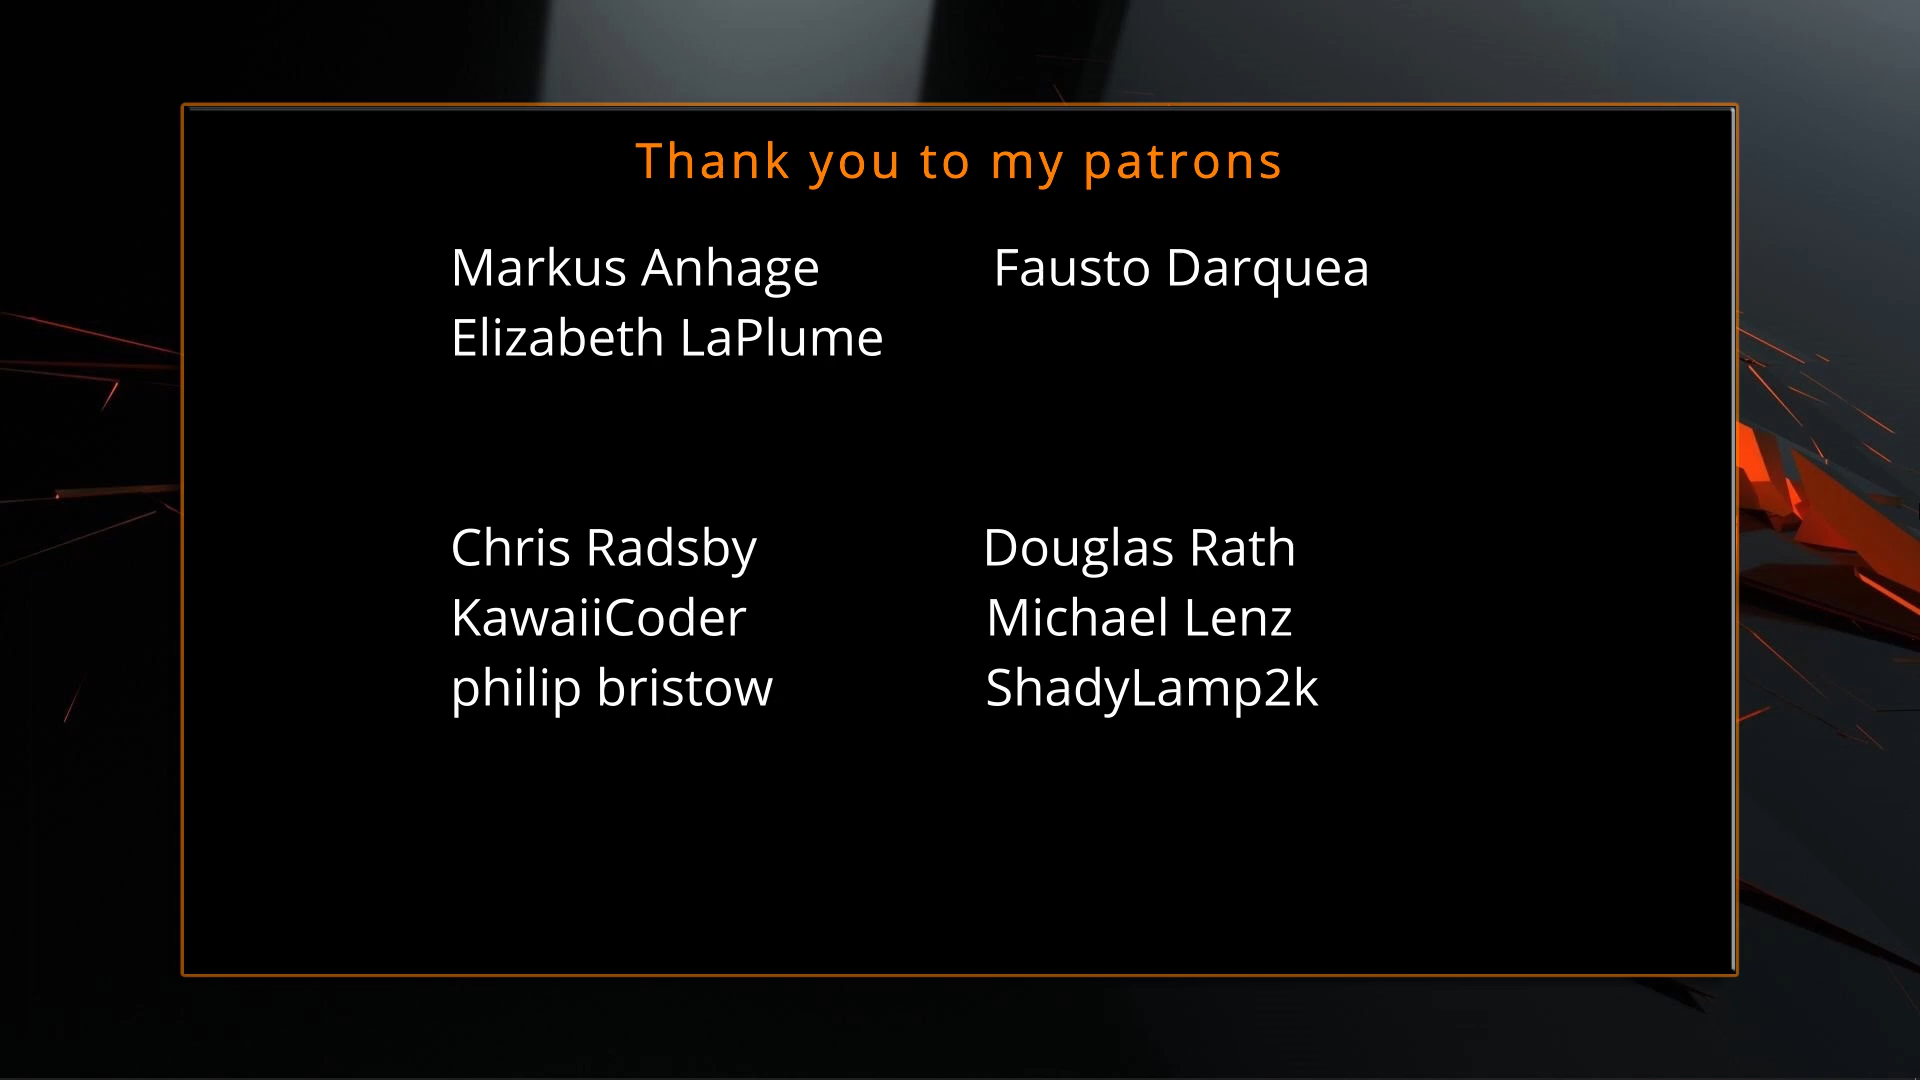 Thank you to my patrons
Markus Anhage Fausto Darquea
Elizabeth LaPlume
Chris Radsby Douglas Rath
KawaiiCoder Michael Lenz
philip bristow ShadyLamp2k